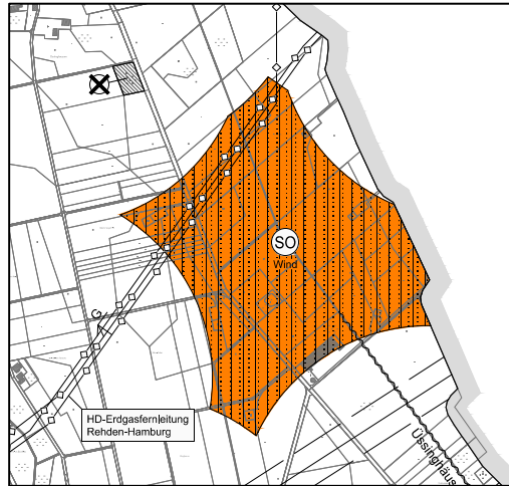 SO
Wind
G
HD-Erdgasfernleitung
Rehden-Hamburg
Üssinghäus